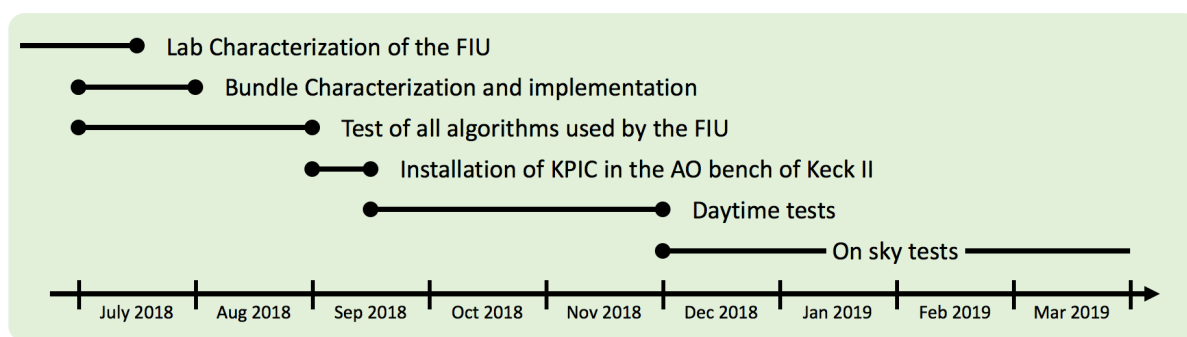 Lab Characterization of the FIU
Bundle Characterization and implementation
Test of all algorithms used by the FIU
Installation of KPIC in the AO bench of Keck II
Daytime tests
On sky tests
July 2018 Aug 2018 Sep 2018 Oct 2018 Nov 2018 Dec 2018 Jan 2019 Feb 2019 Mar 2019